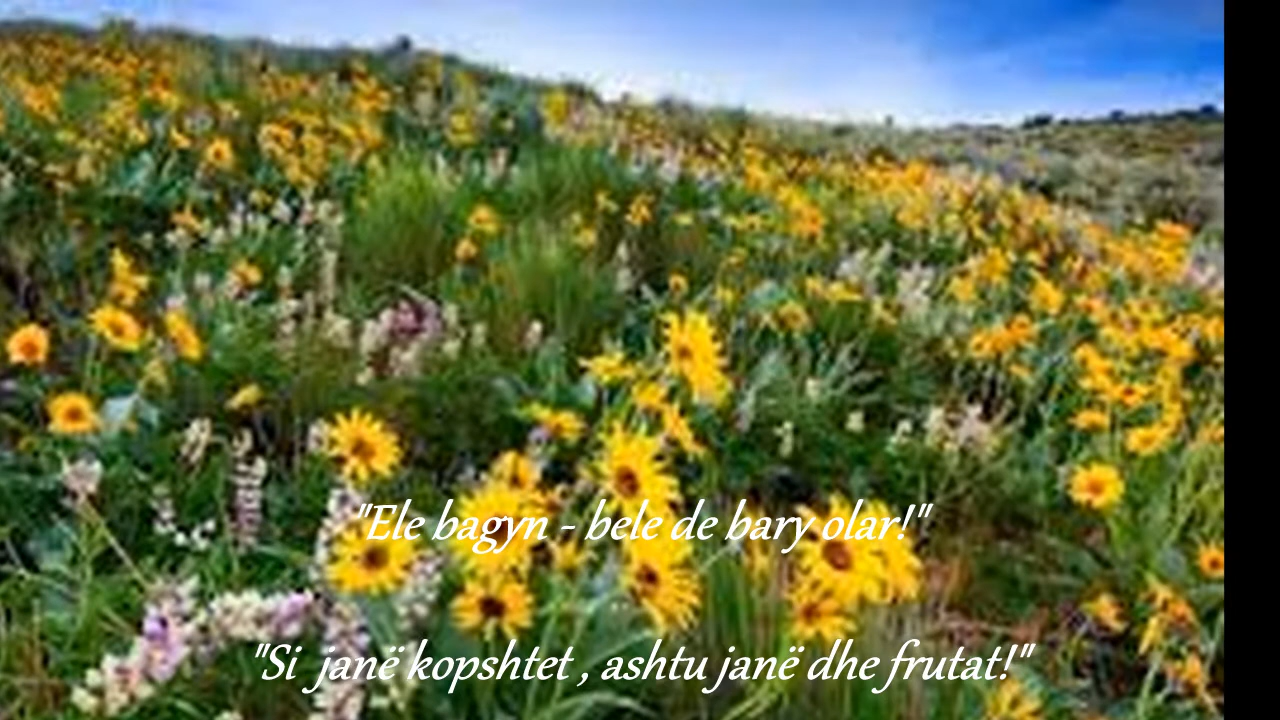 "Ele bagyn - bele de bary olar!"
"Si  janë kopshtet , ashtu janë dhe frutat!"